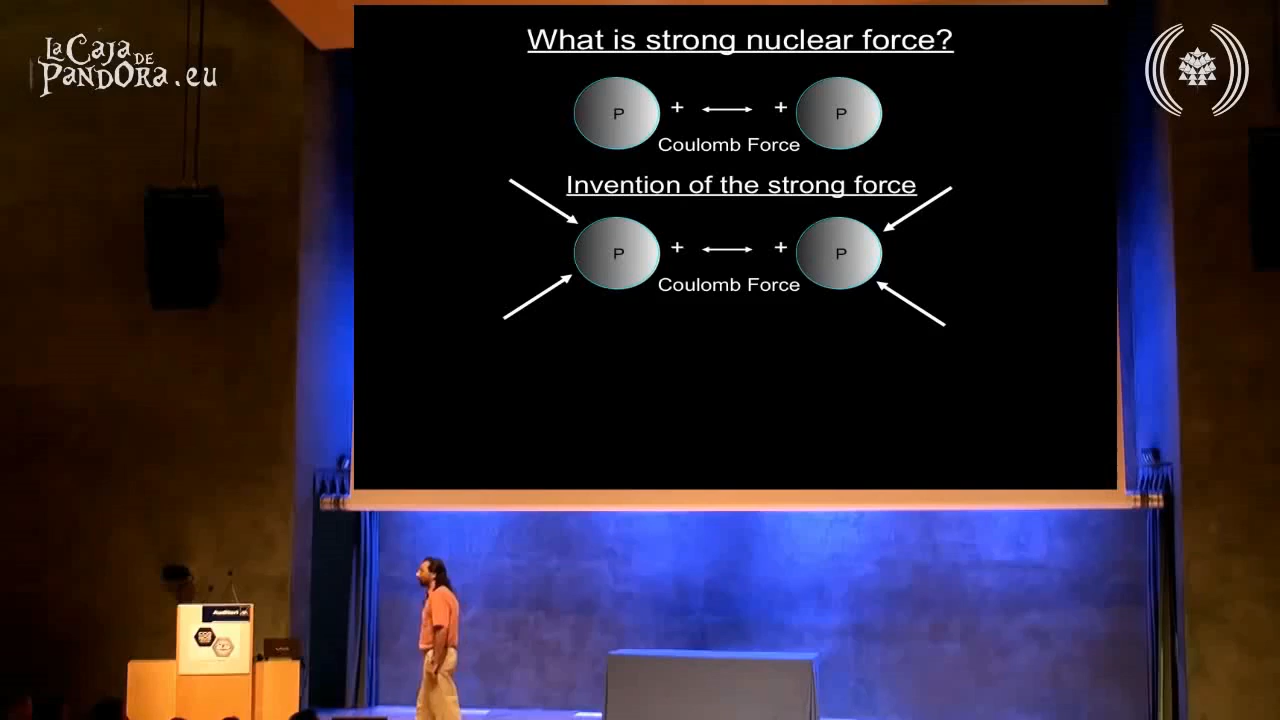 La Caja
DE
PANDORA.eu
What is strong nuclear force?
P + + P
Coulomb Force
Invention of the strong force
P + + P
Coulomb Force
Auditori